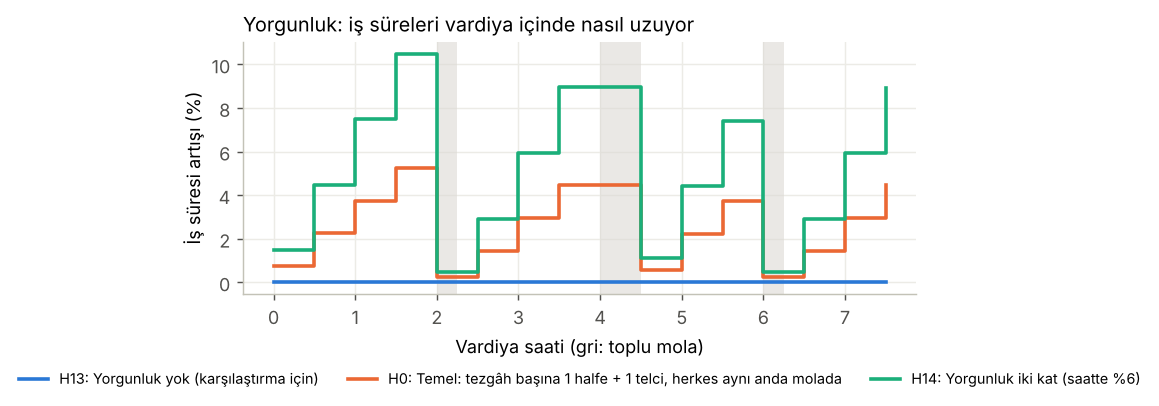 Yorgunluk: iş süreleri vardiya içinde nasıl uzuyor
İş süresi artışı (%)
10
8
6
4
2
0
0 1 2 3 4 5 6 7
Vardiya saati (gri: toplu mola)
H13: Yorgunluk yok (karşılaştırma için) H0: Temel: tezgâh başına 1 halfe + 1 telci, herkes aynı anda molada H14: Yorgunluk iki kat (saatte %6)